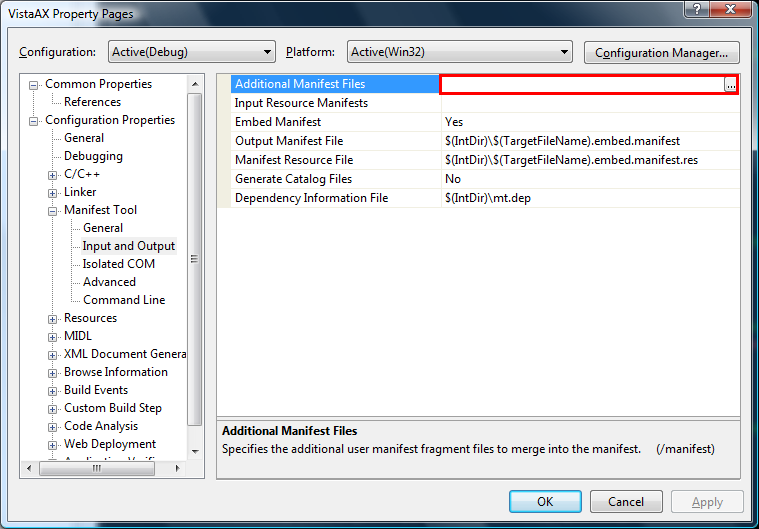 VistaAX Property Pages
Configuration: Active(Debug) Platform: Active(Win32) Configuration Manager...
Common Properties
References
Configuration Properties
General
Debugging
C/C++
Linker
Manifest Tool
General
Input and Output
Isolated COM
Advanced
Command Line
Resources
MIDL
XML Document Genera
Browse Information
Build Events
Custom Build Step
Code Analysis
Web Deployment
Additional Manifest Files ...
Input Resource Manifests
Embed Manifest Yes
Output Manifest File $(IntDir)\$(TargetFileName).embed.manifest
Manifest Resource File $(IntDir)\$(TargetFileName).embed.manifest.res
Generate Catalog Files No
Dependency Information File $(IntDir)\mt.dep
Additional Manifest Files
Specifies the additional user manifest fragment files to merge into the manifest. (/manifest)
OK Cancel Apply